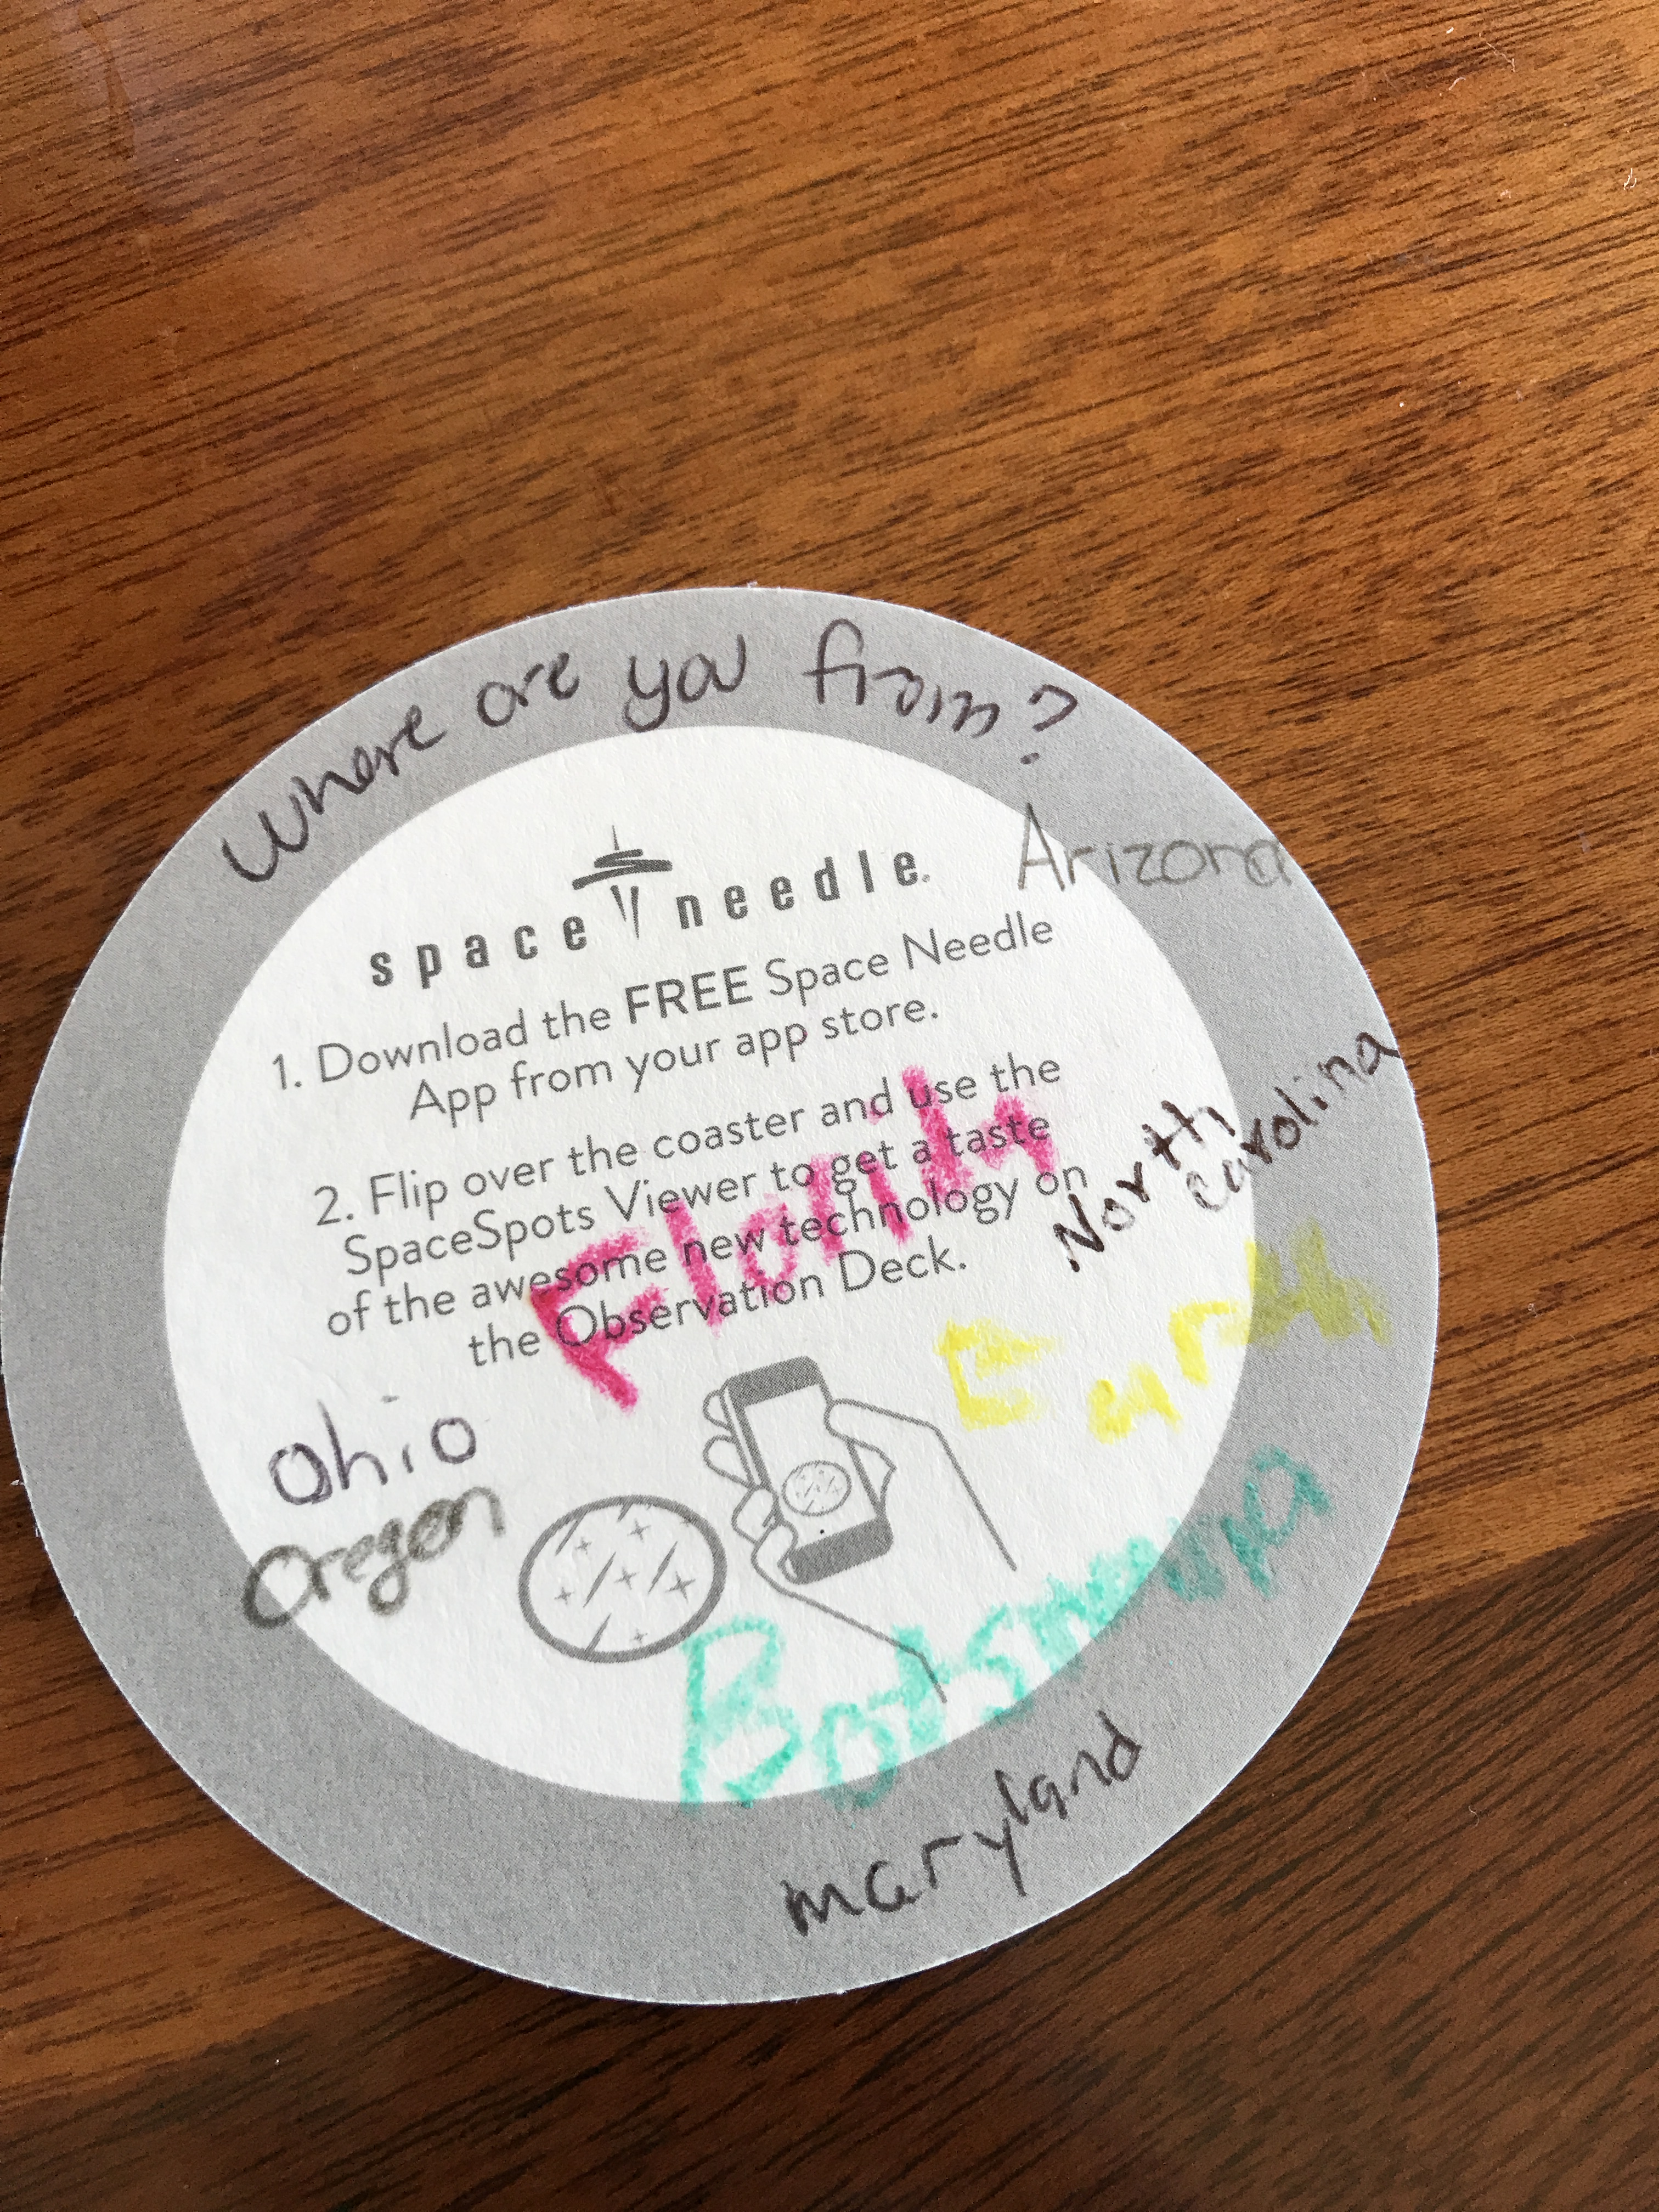 Where are you from?
Arizona
space needle
1. Download the FREE Space Needle
App from your app store.
2. Flip over the coaster and use the
SpaceSpots Viewer to get a taste
of the awesome new technology on
the Observation Deck.
North
carolina
Earth
Ohio
Oregon
Botswana
maryland